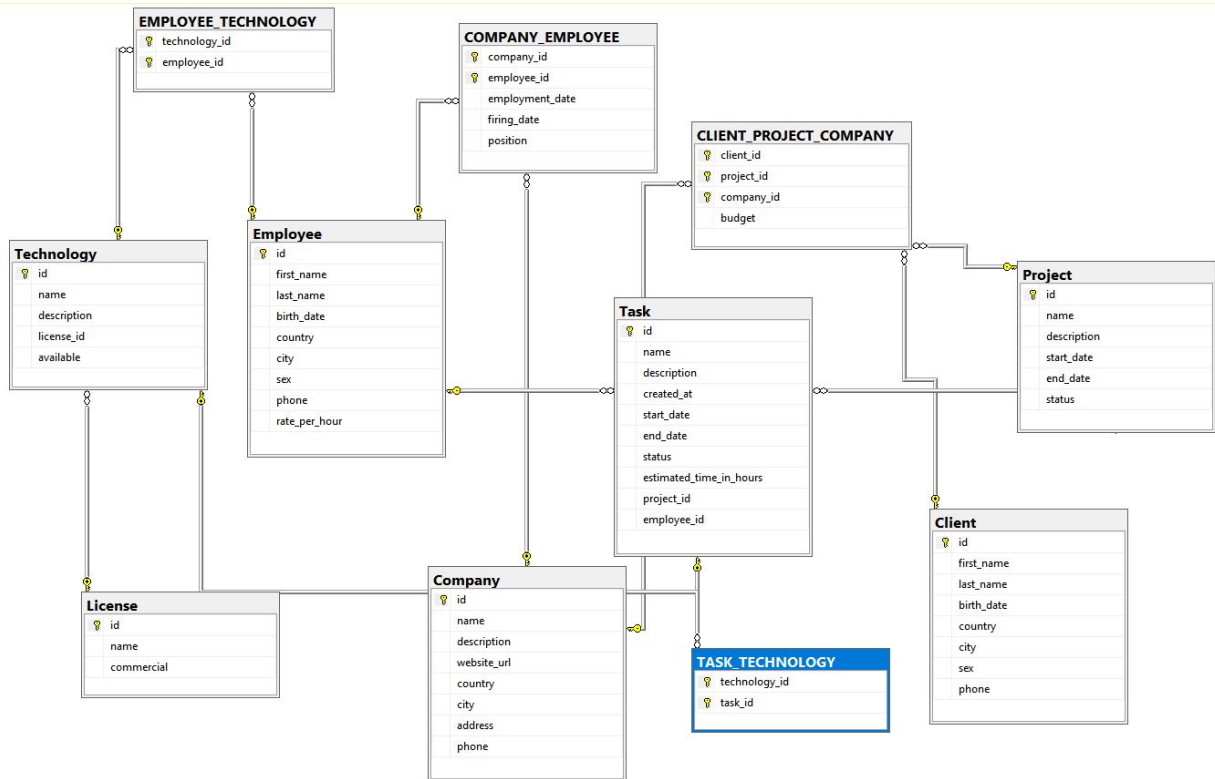 EMPLOYEE_TECHNOLOGY
technology_id
employee_id
COMPANY_EMPLOYEE
company_id
employee_id
employment_date
firing_date
position
CLIENT_PROJECT_COMPANY
client_id
project_id
company_id
budget
Technology
id
name
description
license_id
available
Employee
id
first_name
last_name
birth_date
country
city
sex
phone
rate_per_hour
Task
id
name
description
created_at
start_date
end_date
status
estimated_time_in_hours
project_id
employee_id
Project
id
name
description
start_date
end_date
status
License
id
name
commercial
Company
id
name
description
website_url
country
city
address
phone
TASK_TECHNOLOGY
technology_id
task_id
Client
id
first_name
last_name
birth_date
country
city
sex
phone